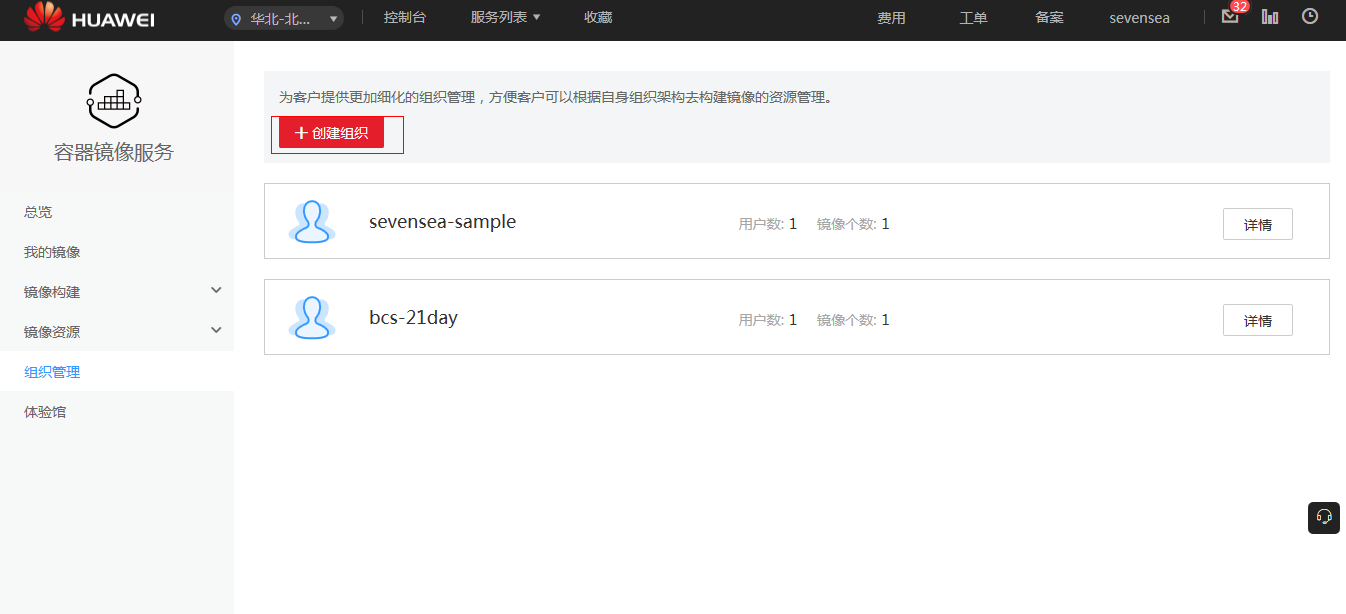 HUAWEI 华北-北... 控制台 服务列表 收藏 费用 工单 备案 sevensea 32
容器镜像服务
总览
我的镜像
镜像构建
镜像资源
组织管理
体验馆
为客户提供更加细化的组织管理，方便客户可以根据自身组织架构去构建镜像的资源管理。
创建组织
sevensea-sample 用户数: 1 镜像个数: 1 详情
bcs-21day 用户数: 1 镜像个数: 1 详情